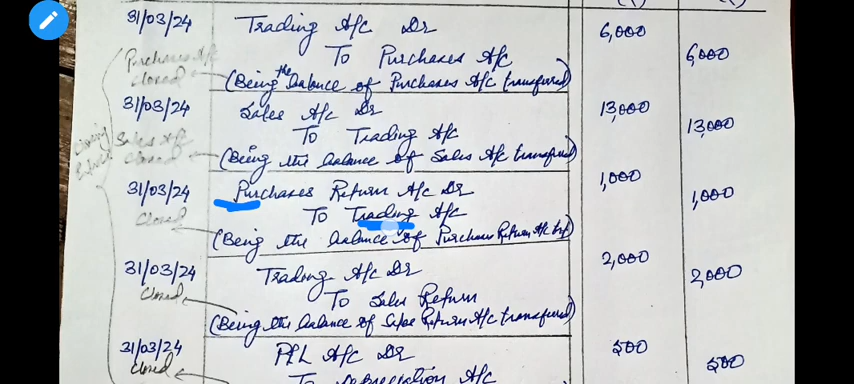 31/03/24 Trading A/c Dr 6,000
To Purchases A/c 6,000
Purchases A/c closed
(Being the balance of Purchases A/c transferred)
31/03/24 Sales A/c Dr 13,000
To Trading A/c 13,000
Sales A/c closed
(Being the balance of Sales A/c transferred)
31/03/24 Purchases Return A/c Dr 1,000
To Trading A/c 1,000
closed
(Being the balance of Purchase Return A/c trf)
31/03/24 Trading A/c Dr 2,000
To Sales Return 2,000
closed
(Being the balance of Sales Return A/c transferred)
31/03/24 P&L A/c Dr 500
closed
To Depreciation A/c 500